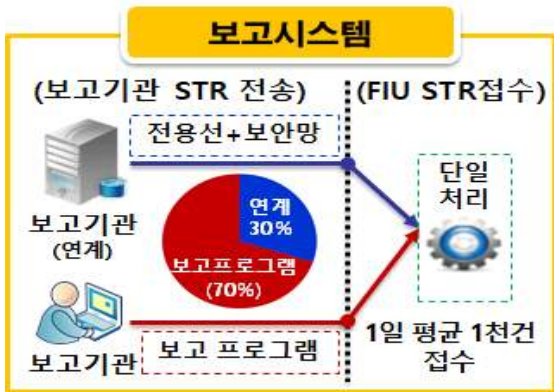 보고시스템
(보고기관 STR 전송)
(FIU STR접수)
전용선+보안망
단일
처리
연계
30%
보고기관
(연계)
보고프로그램
(70%)
보고기관
보고 프로그램
1일 평균 1천건
접수